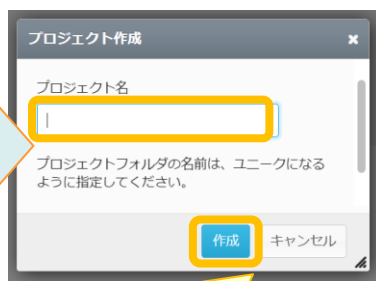 プロジェクト作成
プロジェクト名
プロジェクトフォルダの名前は、ユニークになる
ように指定してください。
作成 キャンセル